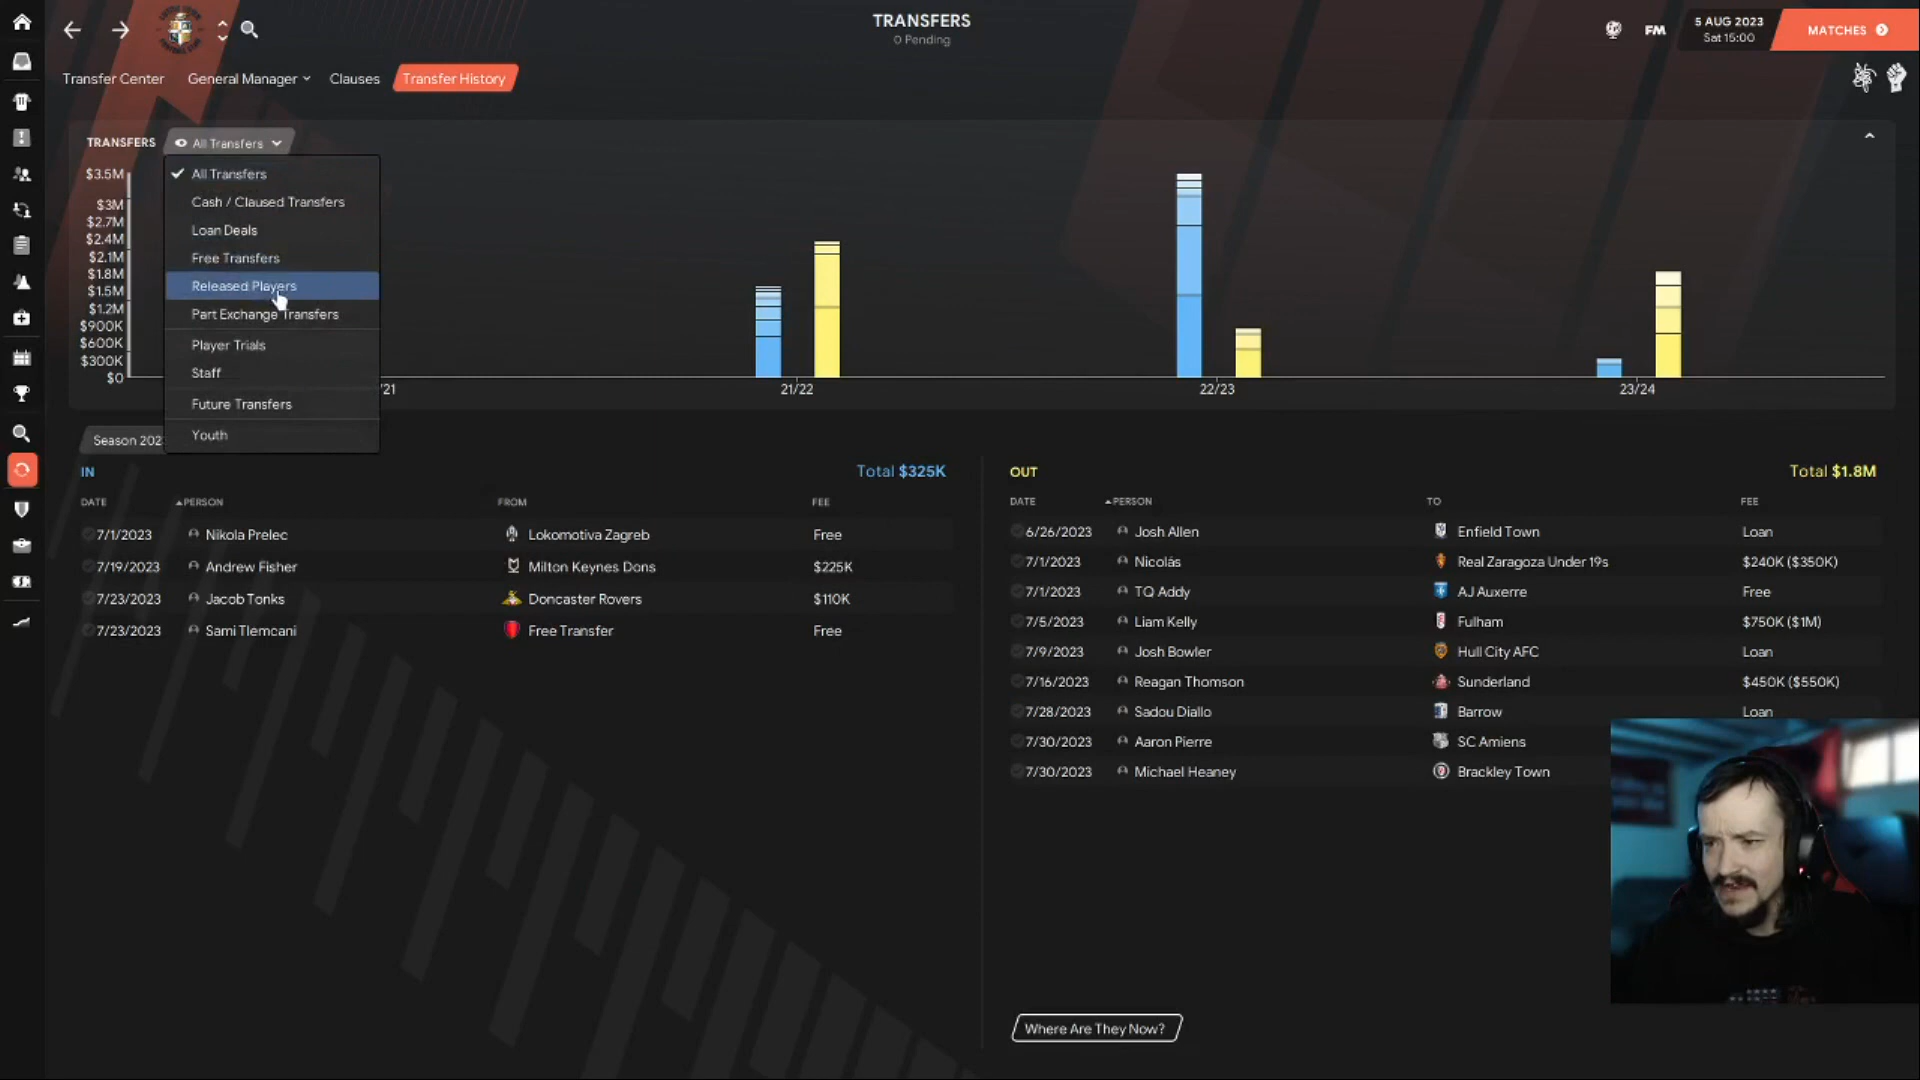 TRANSFERS
0 Pending
FM
5 AUG 2023
Sat 15:00
MATCHES
Transfer Center
General Manager
Clauses
Transfer History
TRANSFERS
All Transfers
All Transfers
Cash / Claused Transfers
Loan Deals
Free Transfers
Released Players
Part Exchange Transfers
Player Trials
Staff
Future Transfers
Youth
$3.5M
$3M
$2.7M
$2.4M
$2.1M
$1.8M
$1.5M
$1.2M
$900K
$600K
$300K
$0
/21
21/22
22/23
23/24
Season 202
IN
Total $325K
DATE PERSON FROM FEE
7/1/2023 Nikola Prelec Lokomotiva Zagreb Free
7/19/2023 Andrew Fisher Milton Keynes Dons $225K
7/23/2023 Jacob Tonks Doncaster Rovers $110K
7/23/2023 Sami Tlemcani Free Transfer Free
OUT
Total $1.8M
DATE PERSON TO FEE
6/26/2023 Josh Allen Enfield Town Loan
7/1/2023 Nicolás Real Zaragoza Under 19s $240K ($350K)
7/1/2023 TQ Addy AJ Auxerre Free
7/5/2023 Liam Kelly Fulham $750K ($1M)
7/9/2023 Josh Bowler Hull City AFC Loan
7/16/2023 Reagan Thomson Sunderland $450K ($550K)
7/28/2023 Sadou Diallo Barrow Loan
7/30/2023 Aaron Pierre SC Amiens
7/30/2023 Michael Heaney Brackley Town
Where Are They Now?